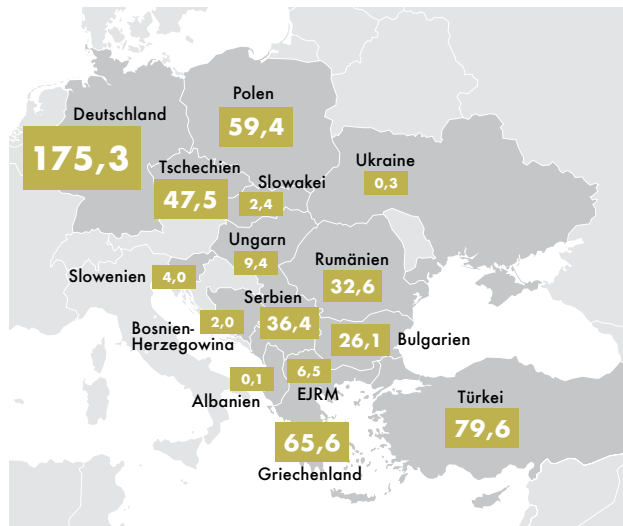 Deutschland
175,3
Polen
59,4
Tschechien
47,5
Slowakei
2,4
Ukraine
0,3
Ungarn
9,4
Slowenien
4,0
Rumänien
32,6
Serbien
36,4
Bosnien-
Herzegowina
2,0
26,1
Bulgarien
0,1
Albanien
6,5
EJRM
Türkei
79,6
65,6
Griechenland